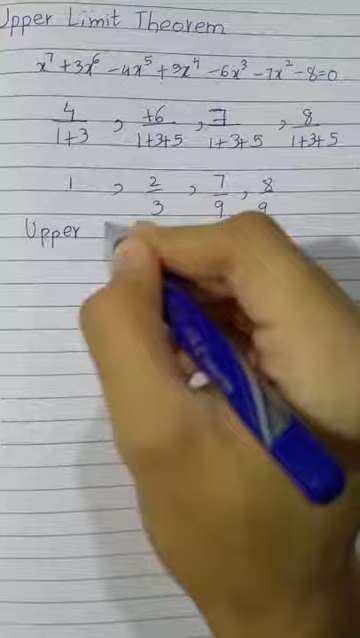 Upper Limit Theorem
x⁷ + 3x⁶ - 4x⁵ + 5x⁴ - 6x³ - 7x² - 8 = 0
4/(1+3) , +6/(1+3+5) , 7/(1+3+5) , 8/(1+3+5)
1 , 2/3 , 7/9 , 8/9
Upper